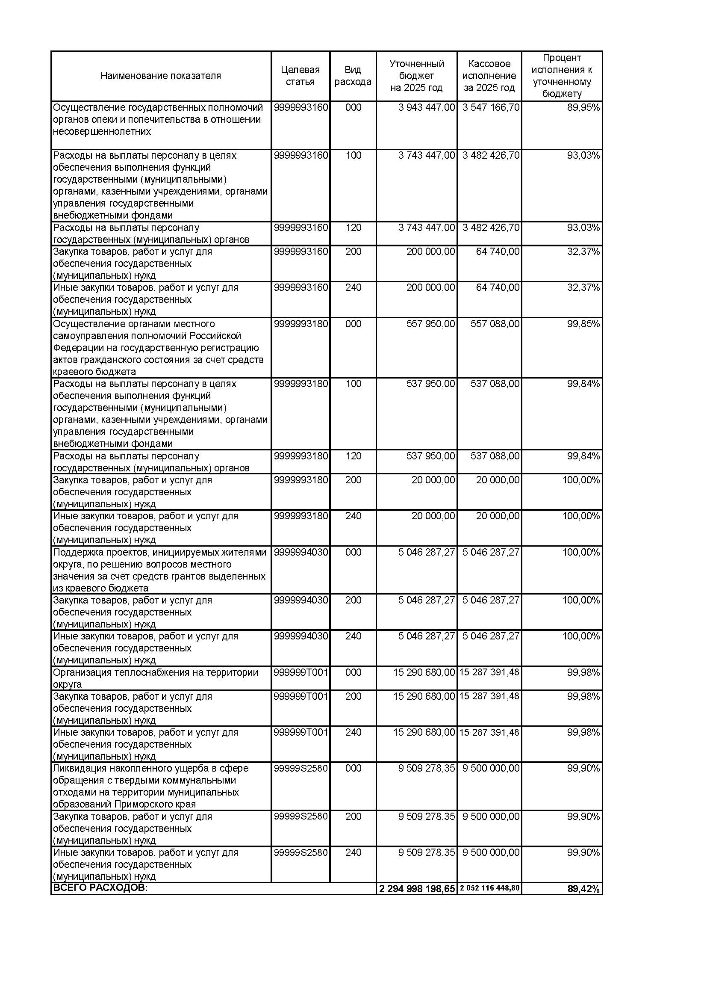 Наименование показателя
Целевая
статья
Вид
расхода
Уточненный
бюджет
на 2025 год
Кассовое
исполнение
за 2025 год
Процент
исполнения к
уточненному
бюджету
Осуществление государственных полномочий 9999993160 000 3 943 447,00 3 547 166,70 89,95%
органов опеки и попечительства в отношении
несовершеннолетних
Расходы на выплаты персоналу в целях 9999993160 100 3 743 447,00 3 482 426,70 93,03%
обеспечения выполнения функций
государственными (муниципальными)
органами, казенными учреждениями, органами
управления государственными
внебюджетными фондами
Расходы на выплаты персоналу 9999993160 120 3 743 447,00 3 482 426,70 93,03%
государственных (муниципальных) органов
Закупка товаров, работ и услуг для 9999993160 200 200 000,00 64 740,00 32,37%
обеспечения государственных
(муниципальных) нужд
Иные закупки товаров, работ и услуг для 9999993160 240 200 000,00 64 740,00 32,37%
обеспечения государственных
(муниципальных) нужд
Осуществление органами местного 9999993180 000 557 950,00 557 088,00 99,85%
самоуправления полномочий Российской
Федерации на государственную регистрацию
актов гражданского состояния за счет средств
краевого бюджета
Расходы на выплаты персоналу в целях 9999993180 100 537 950,00 537 088,00 99,84%
обеспечения выполнения функций
государственными (муниципальными)
органами, казенными учреждениями, органами
управления государственными
внебюджетными фондами
Расходы на выплаты персоналу 9999993180 120 537 950,00 537 088,00 99,84%
государственных (муниципальных) органов
Закупка товаров, работ и услуг для 9999993180 200 20 000,00 20 000,00 100,00%
обеспечения государственных
(муниципальных) нужд
Иные закупки товаров, работ и услуг для 9999993180 240 20 000,00 20 000,00 100,00%
обеспечения государственных
(муниципальных) нужд
Поддержка проектов, инициируемых жителями 9999994030 000 5 046 287,27 5 046 287,27 100,00%
округа, по решению вопросов местного
значения за счет средств грантов выделенных
из краевого бюджета
Закупка товаров, работ и услуг для 9999994030 200 5 046 287,27 5 046 287,27 100,00%
обеспечения государственных
(муниципальных) нужд
Иные закупки товаров, работ и услуг для 9999994030 240 5 046 287,27 5 046 287,27 100,00%
обеспечения государственных
(муниципальных) нужд
Организация теплоснабжения на территории 999999Т001 000 15 290 680,00 15 287 391,48 99,98%
округа
Закупка товаров, работ и услуг для 999999Т001 200 15 290 680,00 15 287 391,48 99,98%
обеспечения государственных
(муниципальных) нужд
Иные закупки товаров, работ и услуг для 999999Т001 240 15 290 680,00 15 287 391,48 99,98%
обеспечения государственных
(муниципальных) нужд
Ликвидация накопленного ущерба в сфере 99999S2580 000 9 509 278,35 9 500 000,00 99,90%
обращения с твердыми коммунальными
отходами на территории муниципальных
образований Приморского края
Закупка товаров, работ и услуг для 99999S2580 200 9 509 278,35 9 500 000,00 99,90%
обеспечения государственных
(муниципальных) нужд
Иные закупки товаров, работ и услуг для 99999S2580 240 9 509 278,35 9 500 000,00 99,90%
обеспечения государственных
(муниципальных) нужд
ВСЕГО РАСХОДОВ: 2 294 998 198,65 2 052 116 448,80 89,42%